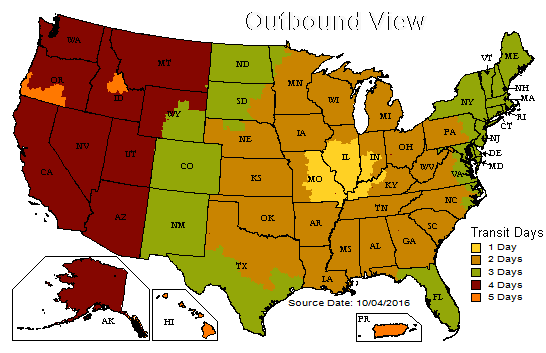 Outbound View
WA
MT
ND
MN
VT
ME
OR
ID
SD
WI
MI
NY
NH
MA
WY
RI
CT
NV
UT
NE
IA
IL
IN
OH
PA
NJ
DE
MD
CA
CO
KS
MO
KY
WV
VA
AZ
NM
OK
AR
TN
NC
TX
LA
MS
AL
GA
SC
FL
AK
HI
PR
Source Date: 10/04/2016
Transit Days
1 Day
2 Days
3 Days
4 Days
5 Days